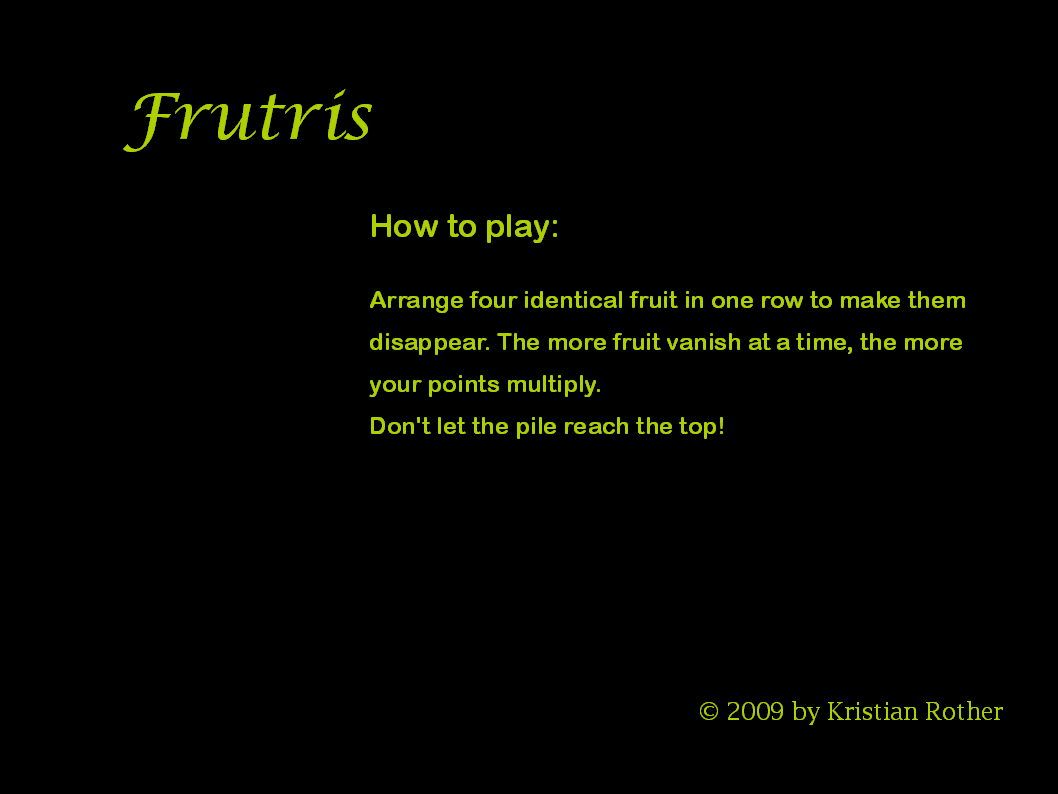 Frutris
How to play:
Arrange four identical fruit in one row to make them
disappear. The more fruit vanish at a time, the more
your points multiply.
Don't let the pile reach the top!
© 2009 by Kristian Rother